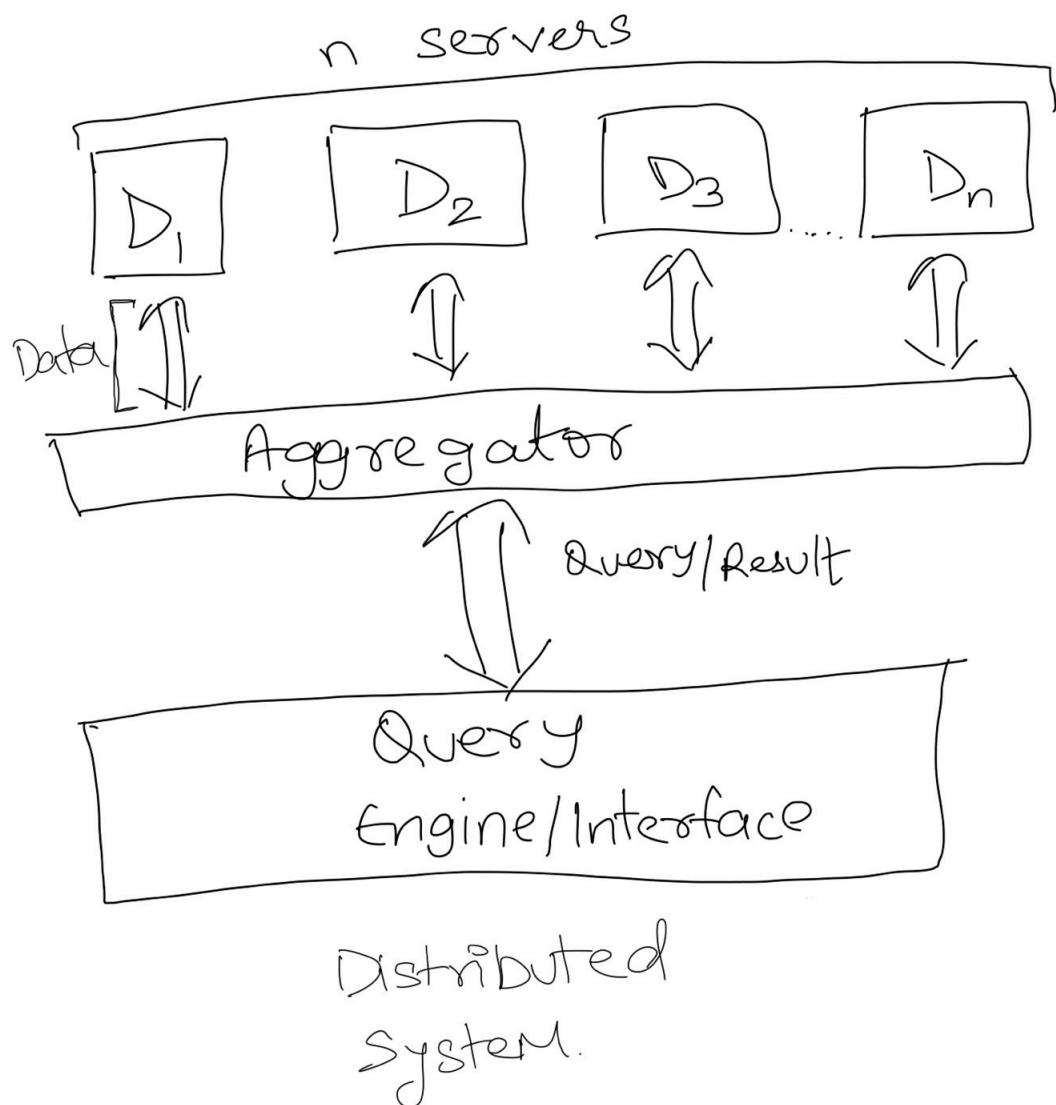 n servers
D1 D2 D3 ..... Dn
Data
Aggregator
Query/Result
Query
Engine/Interface
Distributed
System.